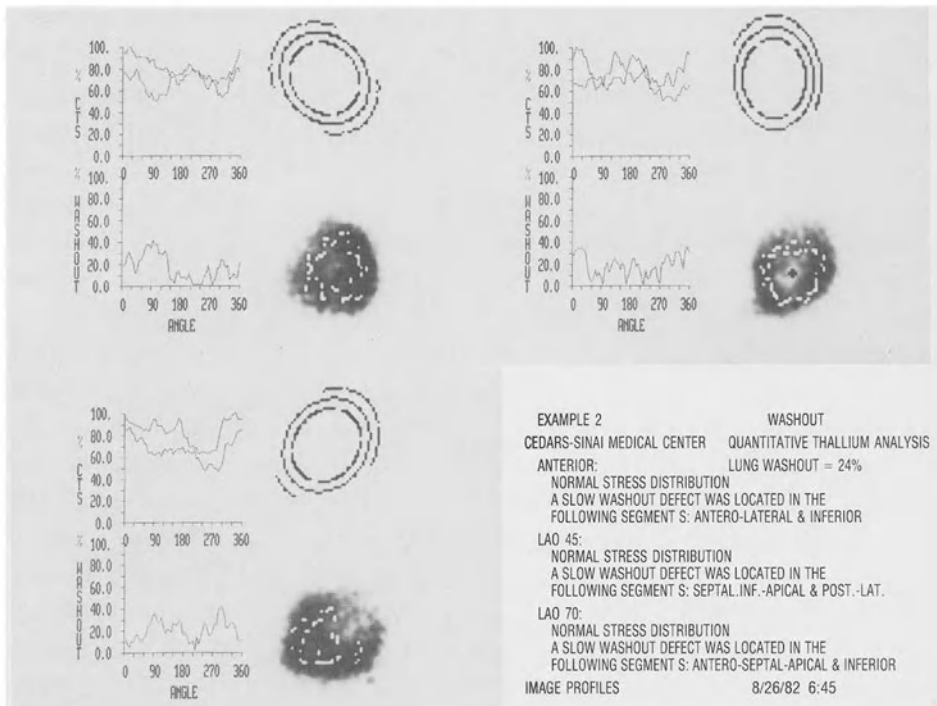 100.
80.0
60.0
40.0
20.0
0.0
% CTS
0 90 180 270 360
100.
80.0
60.0
40.0
20.0
0.0
% WASHOUT
0 90 180 270 360
ANGLE
100.
80.0
60.0
40.0
20.0
0.0
% CTS
0 90 180 270 360
100.
80.0
60.0
40.0
20.0
0.0
% WASHOUT
0 90 180 270 360
ANGLE
100.
80.0
60.0
40.0
20.0
0.0
% CTS
0 90 180 270 360
100.
80.0
60.0
40.0
20.0
0.0
% WASHOUT
0 90 180 270 360
ANGLE
EXAMPLE 2 WASHOUT
CEDARS-SINAI MEDICAL CENTER QUANTITATIVE THALLIUM ANALYSIS
ANTERIOR: LUNG WASHOUT = 24%
NORMAL STRESS DISTRIBUTION
A SLOW WASHOUT DEFECT WAS LOCATED IN THE
FOLLOWING SEGMENT S: ANTERO-LATERAL & INFERIOR
LAO 45:
NORMAL STRESS DISTRIBUTION
A SLOW WASHOUT DEFECT WAS LOCATED IN THE
FOLLOWING SEGMENT S: SEPTAL.INF.-APICAL & POST.-LAT.
LAO 70:
NORMAL STRESS DISTRIBUTION
A SLOW WASHOUT DEFECT WAS LOCATED IN THE
FOLLOWING SEGMENT S: ANTERO-SEPTAL-APICAL & INFERIOR
IMAGE PROFILES 8/26/82 6:45